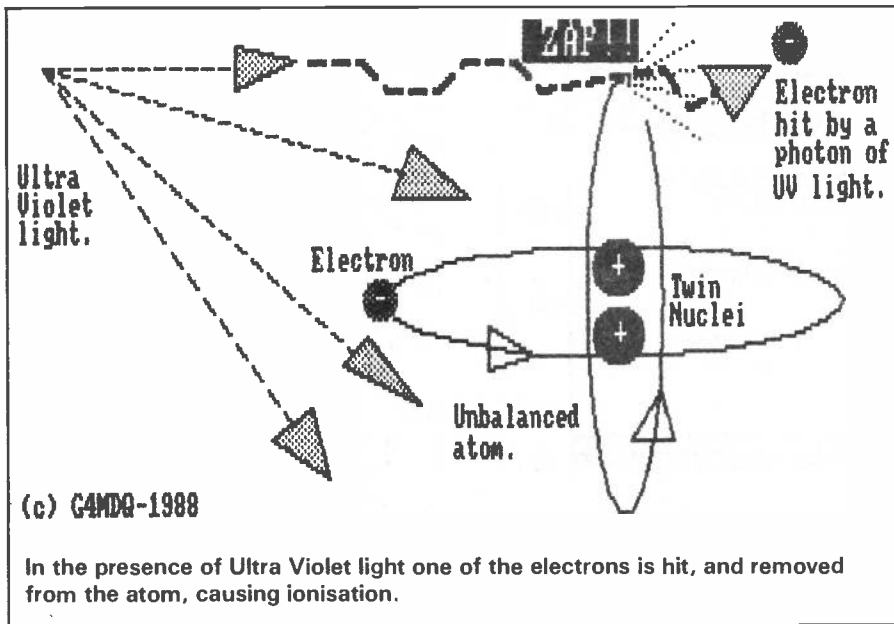 ZAP!!
-
Electron
hit by a
photon of
UV light.
Ultra
Violet
light.
Electron
-
+
+
Twin
Nuclei
Unbalanced
atom.
(c) G4MDQ-1988
In the presence of Ultra Violet light one of the electrons is hit, and removed
from the atom, causing ionisation.